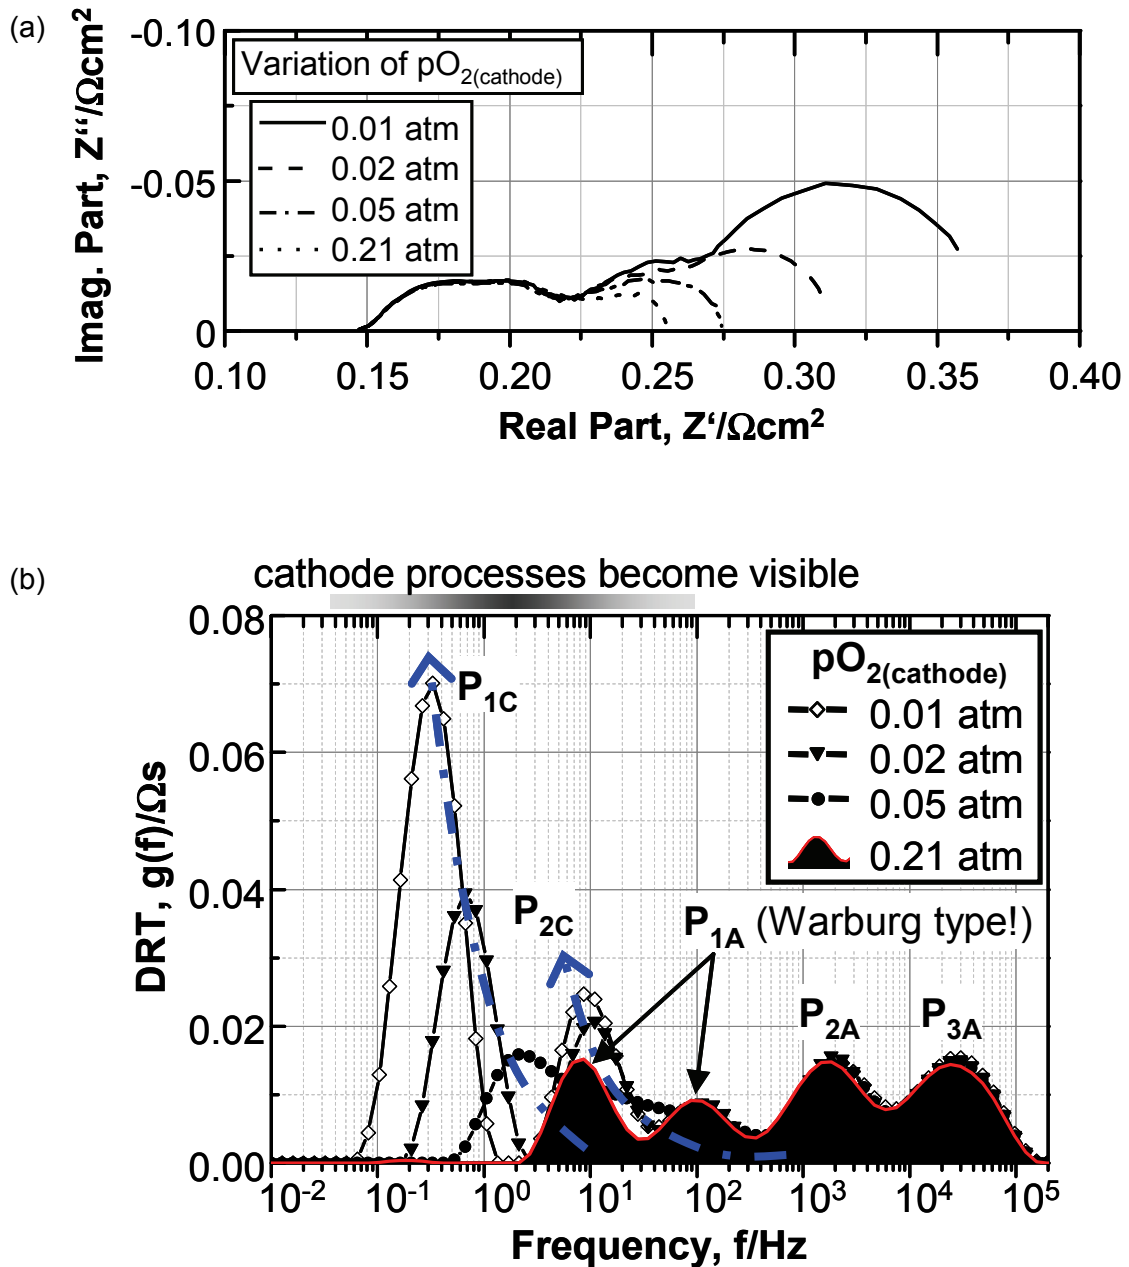 (a)
Imag. Part, Z“/Ωcm²
-0.10
-0.05
0
Variation of pO₂(cathode)
0.01 atm
0.02 atm
0.05 atm
0.21 atm
0.10 0.15 0.20 0.25 0.30 0.35 0.40
Real Part, Z‘/Ωcm²
(b)
cathode processes become visible
DRT, g(f)/Ωs
0.08
0.06
0.04
0.02
0.00
pO₂(cathode)
0.01 atm
0.02 atm
0.05 atm
0.21 atm
P1C
P2C
P1A (Warburg type!)
P2A P3A
10⁻² 10⁻¹ 10⁰ 10¹ 10² 10³ 10⁴ 10⁵
Frequency, f/Hz